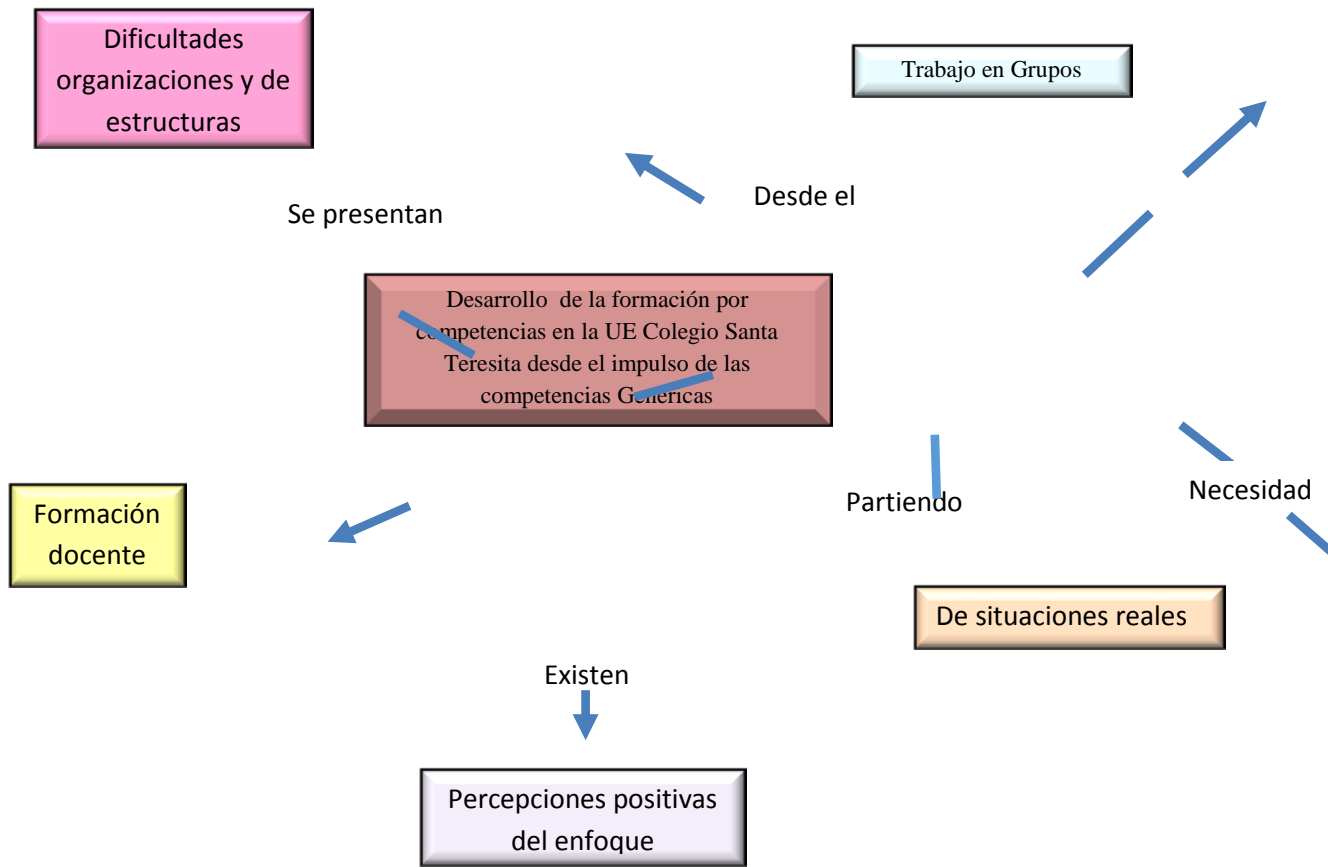 Dificultades
organizaciones y de
estructuras
Trabajo en Grupos
Desde el
Se presentan
Desarrollo de la formación por
competencias en la UE Colegio Santa
Teresita desde el impulso de las
competencias Genéricas
Formación
docente
Partiendo
Necesidad
De situaciones reales
Existen
Percepciones positivas
del enfoque